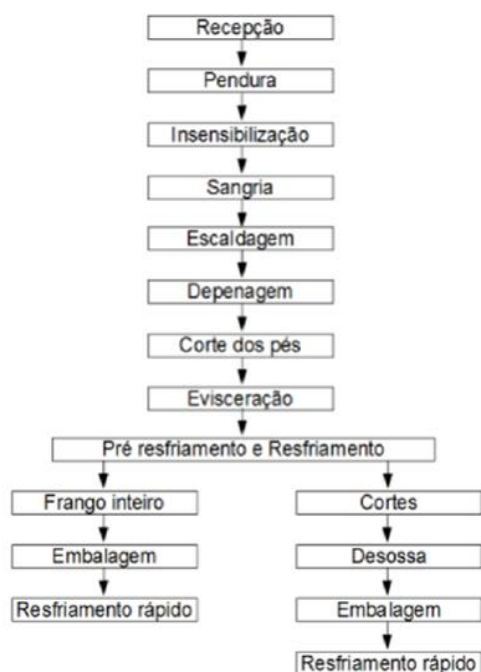 Recepção
Pendura
Insensibilização
Sangria
Escaldagem
Depenagem
Corte dos pés
Evisceração
Pré resfriamento e Resfriamento
Frango inteiro
Cortes
Embalagem
Desossa
Resfriamento rápido
Embalagem
Resfriamento rápido